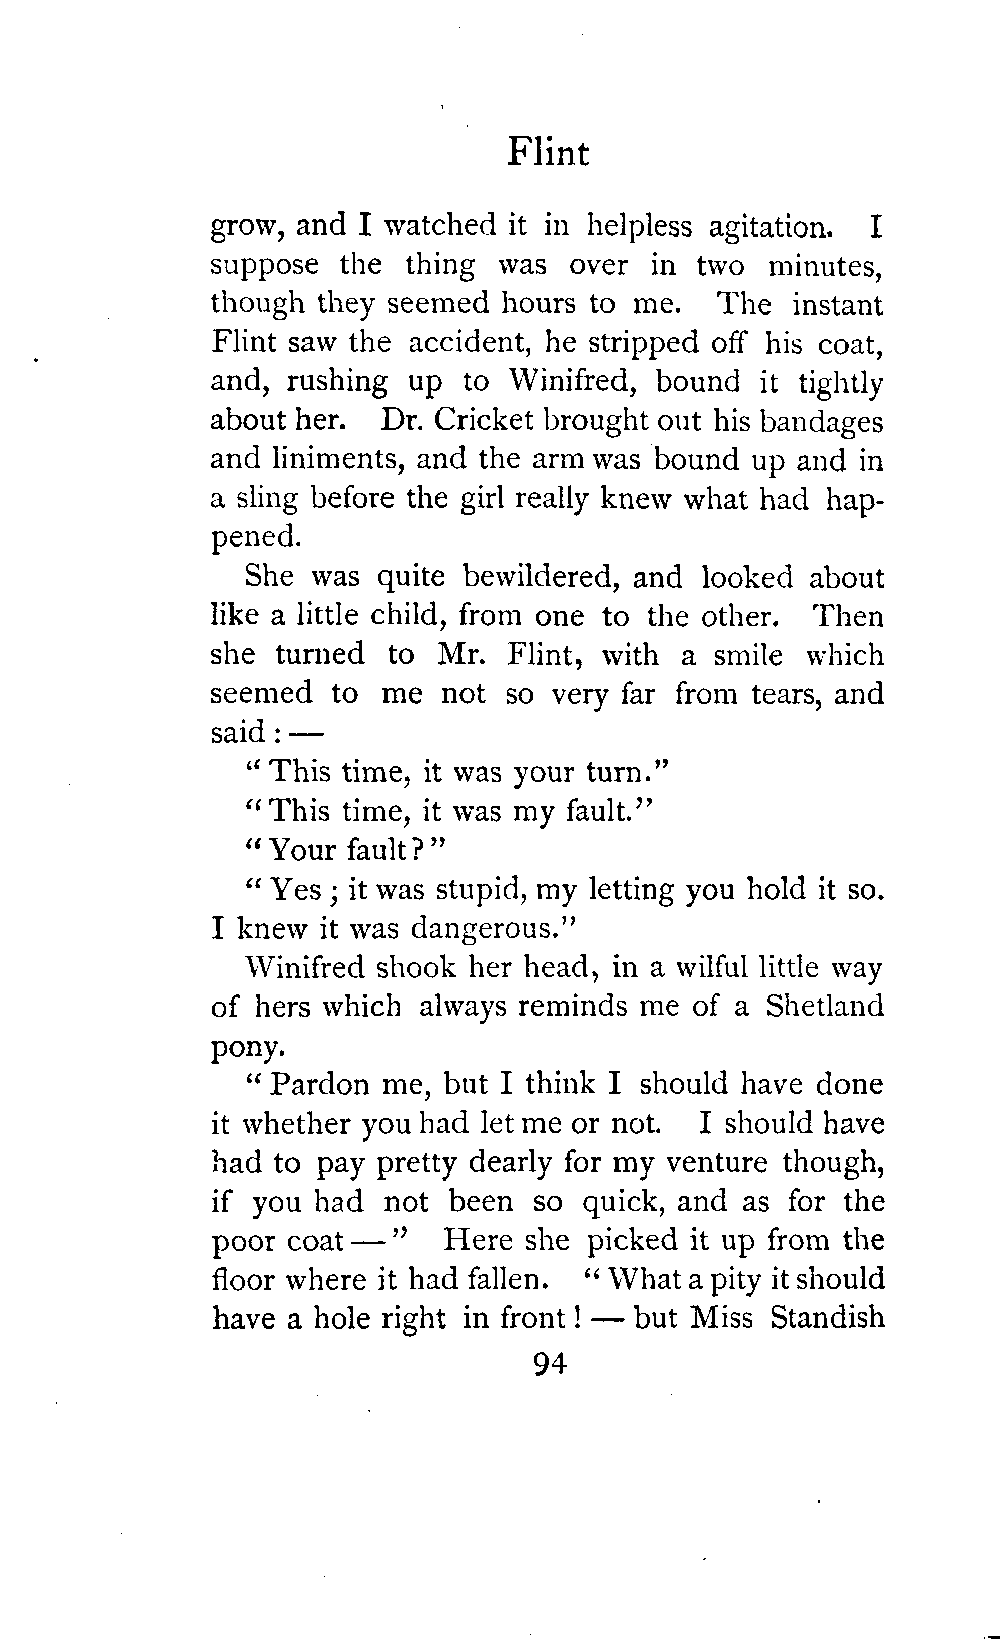 Flint
grow, and I watched it in helpless agitation. I
suppose the thing was over in two minutes,
though they seemed hours to me. The instant
Flint saw the accident, he stripped off his coat,
and, rushing up to Winifred, bound it tightly
about her. Dr. Cricket brought out his bandages
and liniments, and the arm was bound up and in
a sling before the girl really knew what had hap-
pened.
She was quite bewildered, and looked about
like a little child, from one to the other. Then
she turned to Mr. Flint, with a smile which
seemed to me not so very far from tears, and
said : —
“ This time, it was your turn.”
“ This time, it was my fault.”
“ Your fault ? ”
“ Yes ; it was stupid, my letting you hold it so.
I knew it was dangerous.”
Winifred shook her head, in a wilful little way
of hers which always reminds me of a Shetland
pony.
“ Pardon me, but I think I should have done
it whether you had let me or not. I should have
had to pay pretty dearly for my venture though,
if you had not been so quick, and as for the
poor coat — ” Here she picked it up from the
floor where it had fallen. “ What a pity it should
have a hole right in front ! — but Miss Standish
94